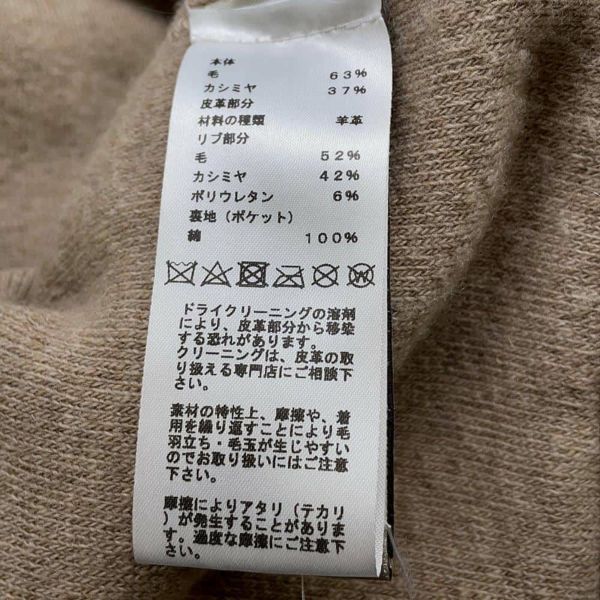 本体
毛 63%
カシミヤ 37%
皮革部分
材料の種類 羊革
リブ部分
毛 52%
カシミヤ 42%
ポリウレタン 6%
裏地(ポケット)
綿 100%
ドライクリーニングの溶剤
により、皮革部分から移染
する恐れがあります。
クリーニングは、皮革の取
り扱える専門店にご相談下
さい。
素材の特性上、摩擦や、着
用を繰り返すことにより毛
羽立ち・毛玉が生じやすい
のでお取り扱いにはご注意
下さい。
摩擦によりアタリ(テカリ
)が発生することがありま
す。過度な摩擦にご注意下
さい。